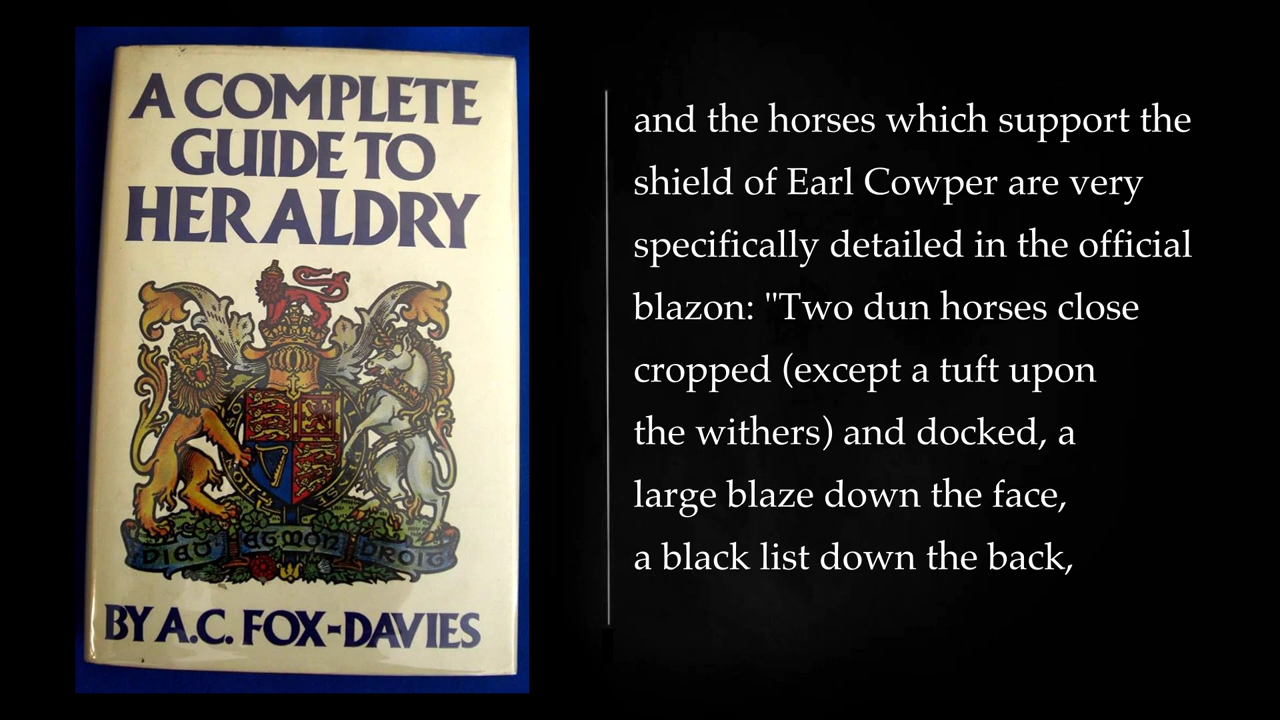 A COMPLETE
GUIDE TO
HERALDRY
DIEU ET MON DROIT
BY A.C. FOX-DAVIES
and the horses which support the
shield of Earl Cowper are very
specifically detailed in the official
blazon: "Two dun horses close
cropped (except a tuft upon
the withers) and docked, a
large blaze down the face,
a black list down the back,